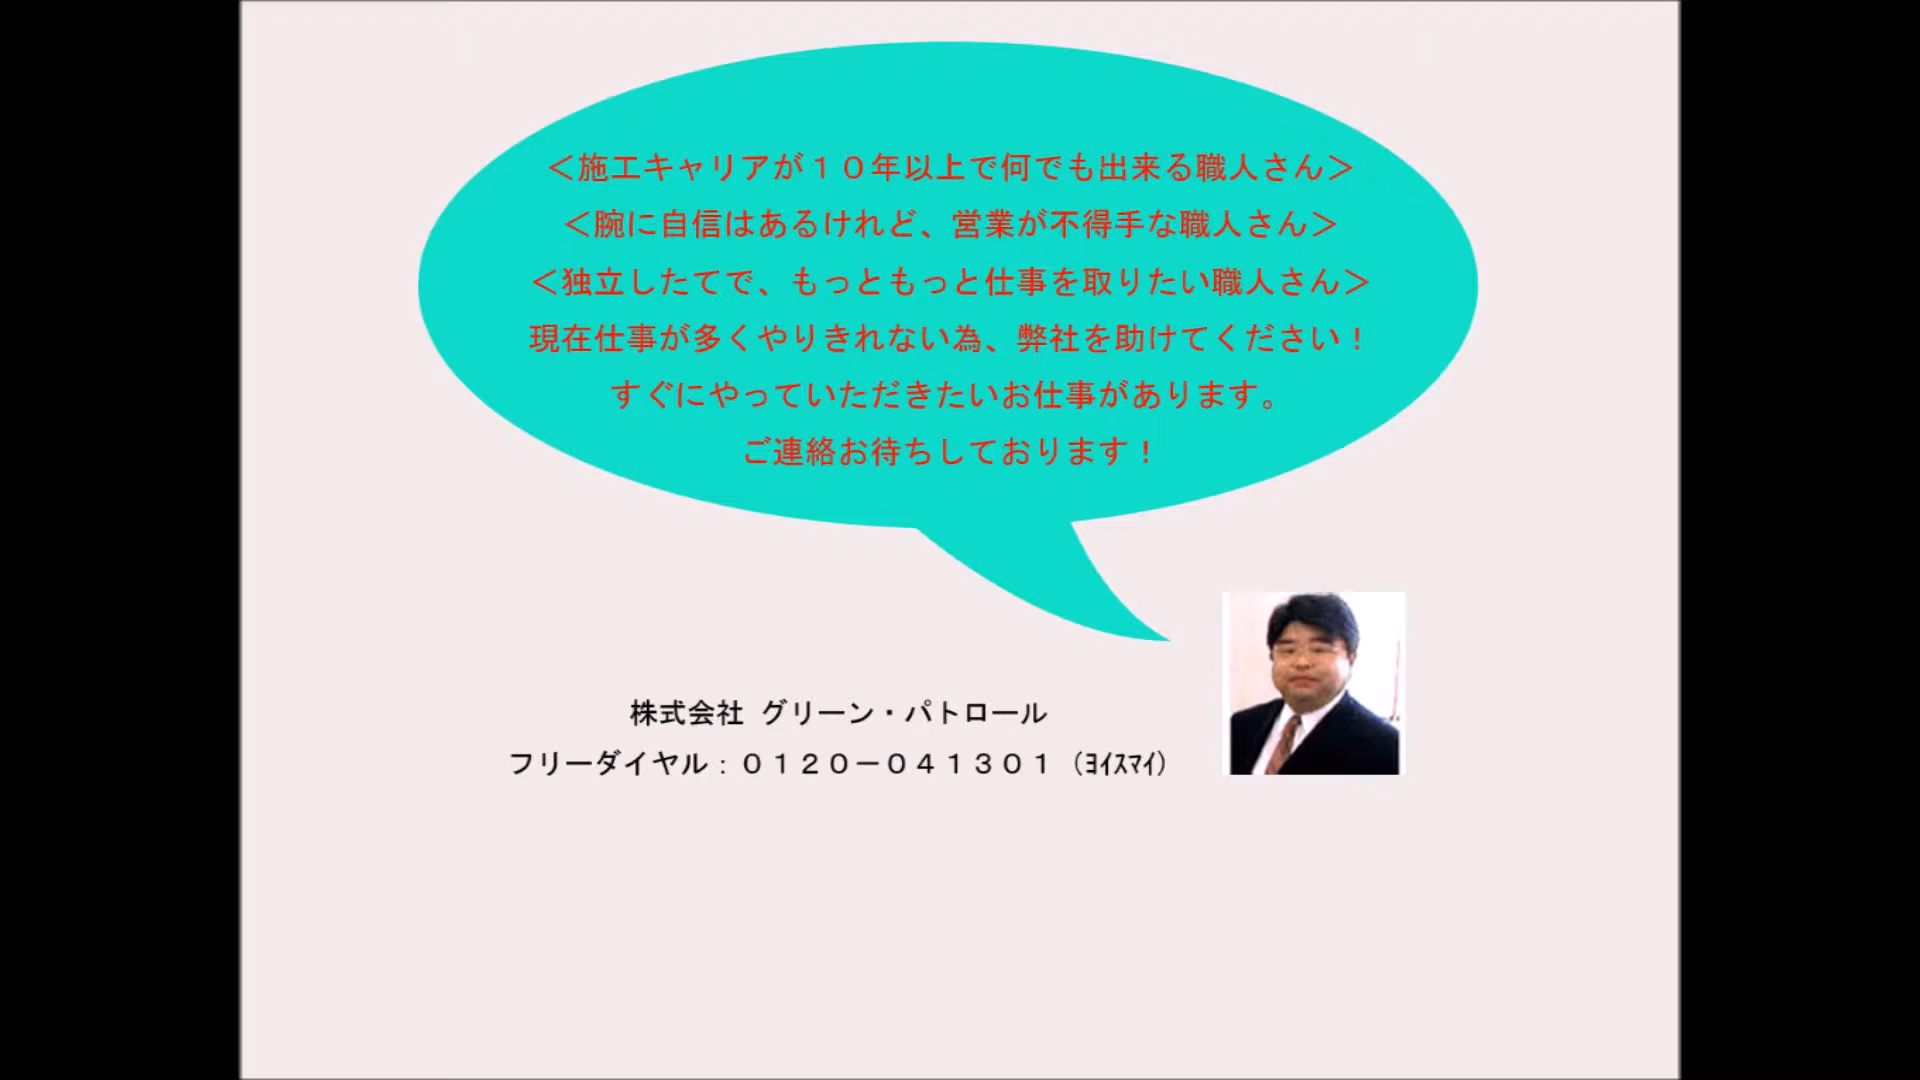 ＜施工キャリアが１０年以上で何でも出来る職人さん＞
＜腕に自信はあるけれど、営業が不得手な職人さん＞
＜独立したてで、もっともっと仕事を取りたい職人さん＞
現在仕事が多くやりきれない為、弊社を助けてください！
すぐにやっていただきたいお仕事があります。
ご連絡お待ちしております！
株式会社 グリーン・パトロール
フリーダイヤル：０１２０－０４１３０１（ﾖｲｽﾏｲ）